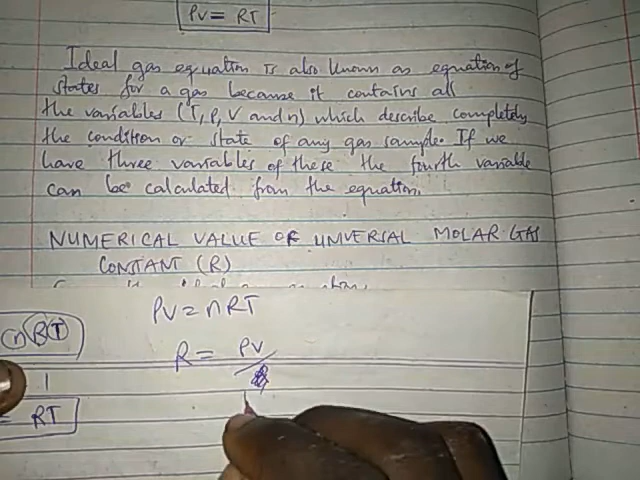 PV = RT
Ideal gas equation is also known as equation of
states for a gas because it contains all
the variables (T, P, V and n) which describe completely
the condition or state of any gas sample. If we
have three variables of these the fourth variable
can be calculated from the equation.
NUMERICAL VALUE OF UNIVERSAL MOLAR GAS
CONTANT (R)
PV = nRT
R = PV
1
= RT